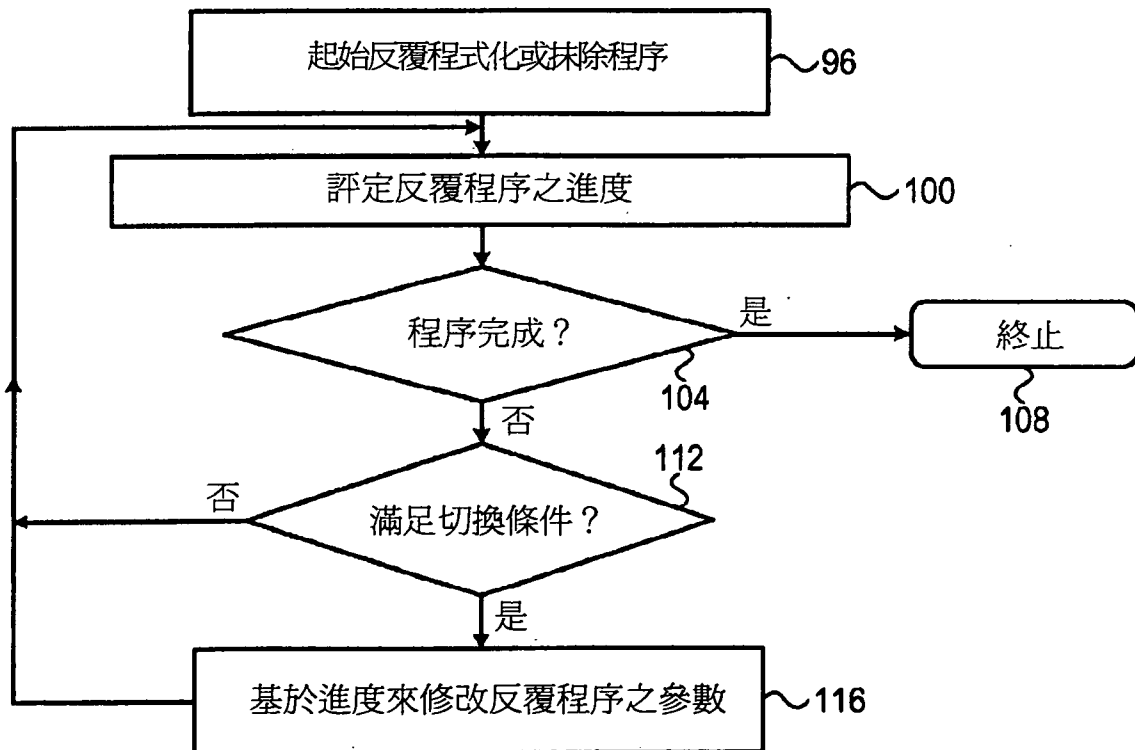 起始反覆程式化或抹除程序
96
評定反覆程序之進度
100
程序完成？
是
終止
104
108
否
112
否
滿足切換條件？
是
基於進度來修改反覆程序之參數
116